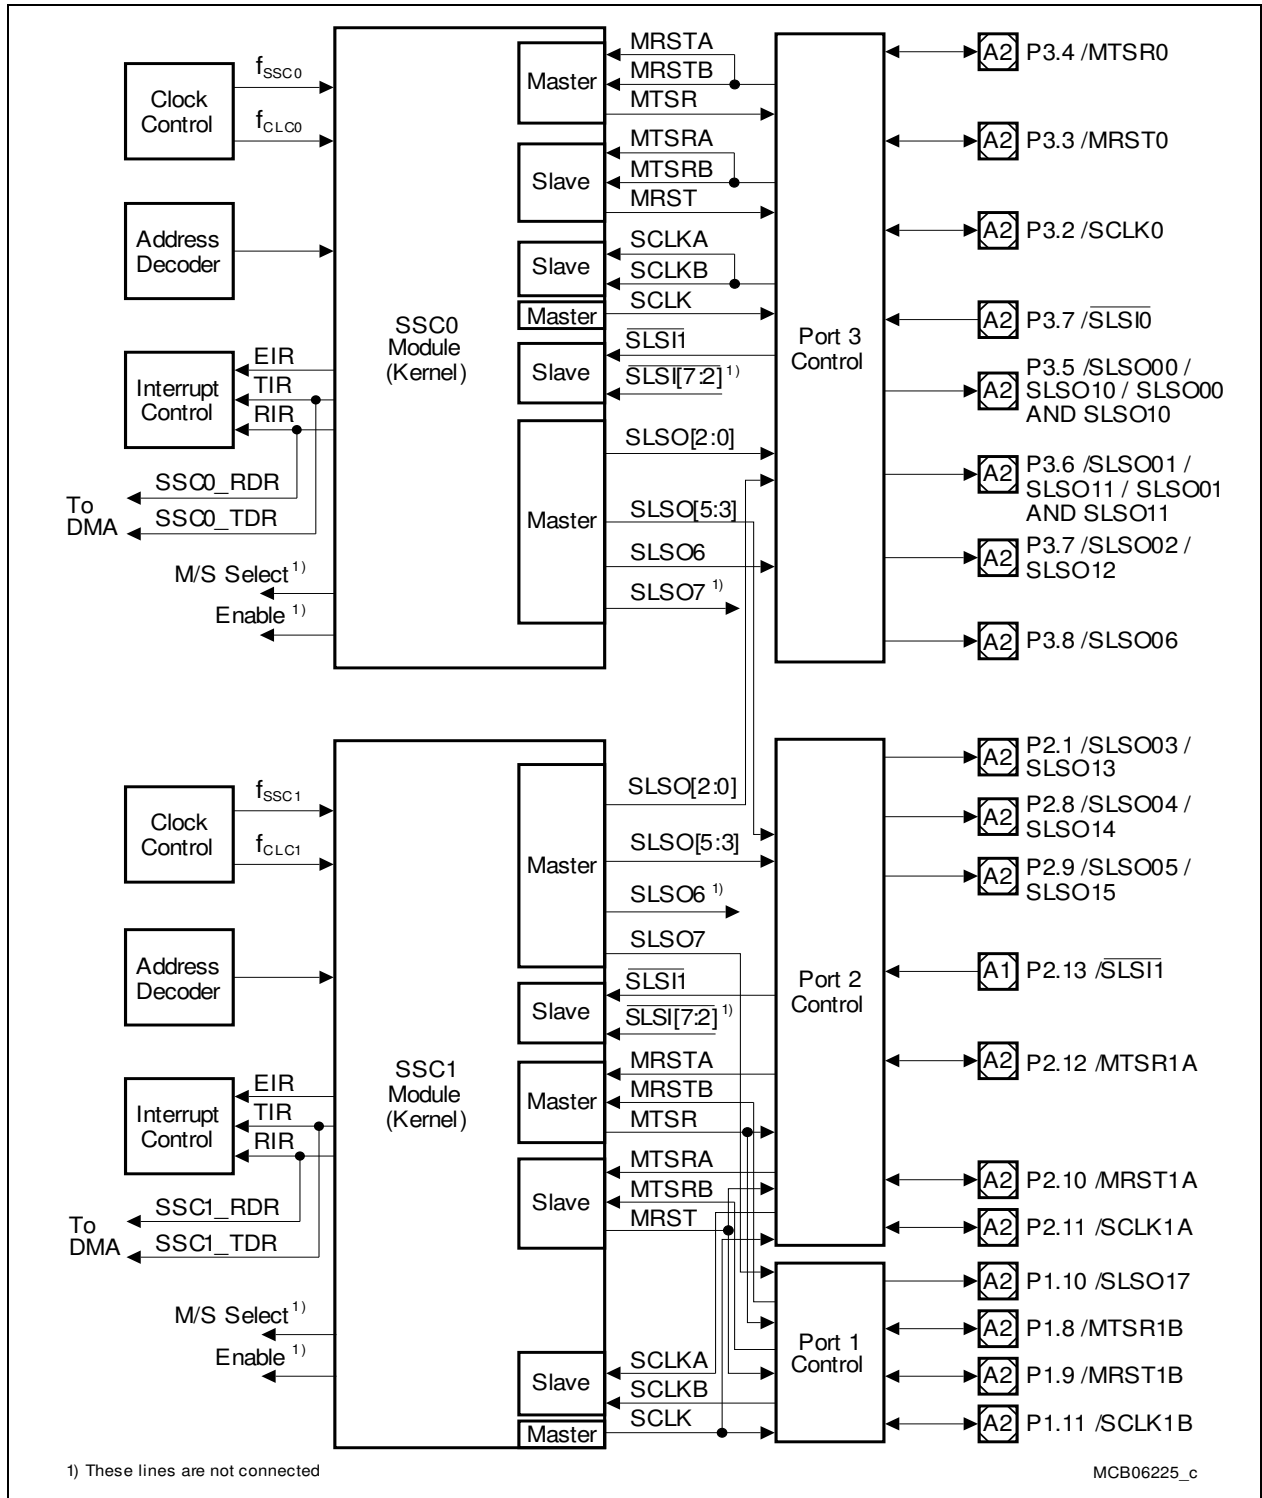 MRSTA
MRSTB
MTSR
Master
fSSC0
fCLC0
Clock
Control
MTSRA
MTSRB
MRST
Slave
Address
Decoder
SCLKA
SCLKB
SCLK
Slave
Master
SSC0
Module
(Kernel)
SLSI1
SLSI[7:2] 1)
Slave
EIR
TIR
RIR
Interrupt
Control
SSC0_RDR
SSC0_TDR
To
DMA
M/S Select 1)
Enable 1)
SLSO[2:0]
SLSO[5:3]
SLSO6
SLSO7 1)
Master
Port 3
Control
A2 P3.4 /MTSR0
A2 P3.3 /MRST0
A2 P3.2 /SCLK0
A2 P3.7 /SLSI0
A2 P3.5 /SLSO00 /
SLSO10 / SLSO00
AND SLSO10
A2 P3.6 /SLSO01 /
SLSO11 / SLSO01
AND SLSO11
A2 P3.7 /SLSO02 /
SLSO12
A2 P3.8 /SLSO06
fSSC1
fCLC1
Clock
Control
Address
Decoder
EIR
TIR
RIR
Interrupt
Control
SSC1_RDR
SSC1_TDR
To
DMA
M/S Select 1)
Enable 1)
SSC1
Module
(Kernel)
Master
SLSO[2:0]
SLSO[5:3]
SLSO6 1)
SLSO7
Slave
SLSI1
SLSI[7:2] 1)
Master
MRSTA
MRSTB
MTSR
Slave
MTSRA
MTSRB
MRST
Slave
SCLKA
SCLKB
SCLK
Master
Port 2
Control
Port 1
Control
A2 P2.1 /SLSO03 /
SLSO13
A2 P2.8 /SLSO04 /
SLSO14
A2 P2.9 /SLSO05 /
SLSO15
A1 P2.13 /SLSI1
A2 P2.12 /MTSR1A
A2 P2.10 /MRST1A
A2 P2.11 /SCLK1A
A2 P1.10 /SLSO17
A2 P1.8 /MTSR1B
A2 P1.9 /MRST1B
A2 P1.11 /SCLK1B
1) These lines are not connected
MCB06225_c